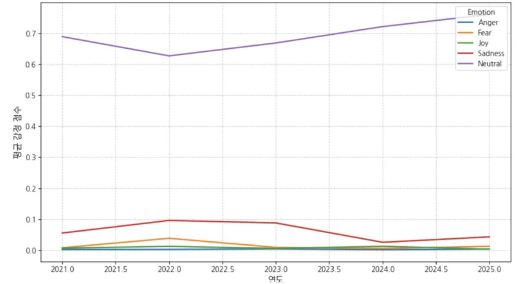 Emotion
Anger
Fear
Joy
Sadness
Neutral
평균 감정 점수
0.7
0.6
0.5
0.4
0.3
0.2
0.1
0.0
2021.0 2021.5 2022.0 2022.5 2023.0 2023.5 2024.0 2024.5 2025.0
연도